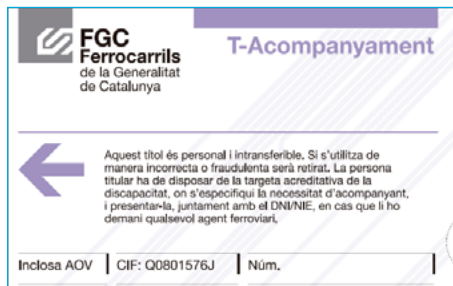 FGC
Ferrocarrils
de la Generalitat
de Catalunya
T-Acompanyament
Aquest títol és personal i intransferible. Si s'utilitza de
manera incorrecta o fraudulenta serà retirat. La persona
titular ha de disposar de la targeta acreditativa de la
discapacitat, on s'especifiqui la necessitat d'acompanyant,
i presentar-la, juntament amb el DNI/NIE, en cas que li ho
demani qualsevol agent ferroviari.
Inclosa AOV | CIF: Q0801576J | Núm.